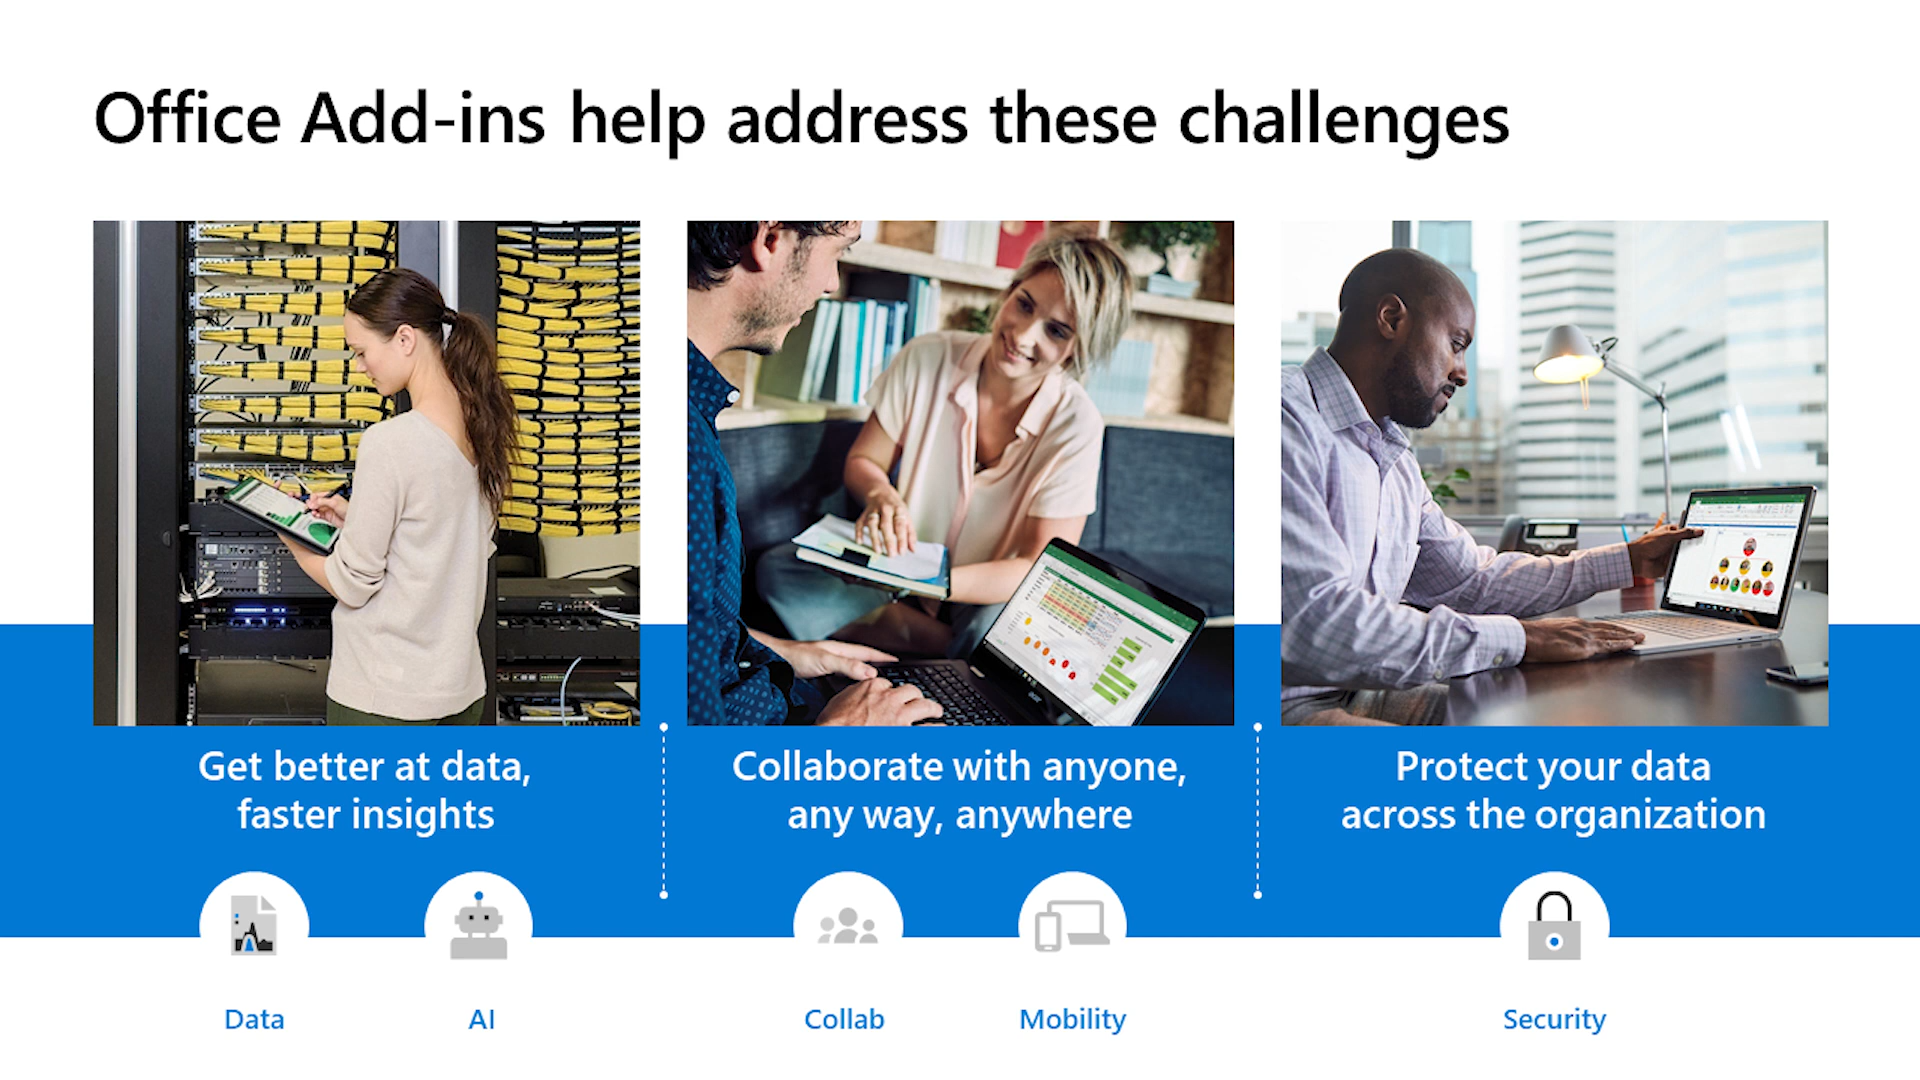 Office Add-ins help address these challenges
Get better at data,
faster insights
Collaborate with anyone,
any way, anywhere
Protect your data
across the organization
Data
AI
Collab
Mobility
Security